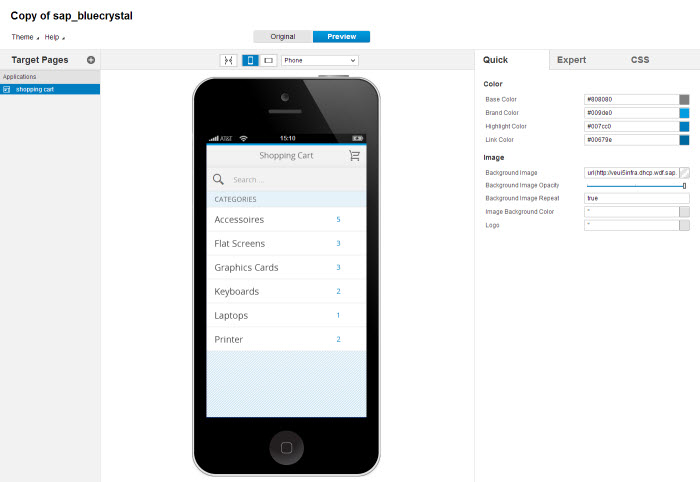 Copy of sap_bluecrystal
Theme Help
Original Preview
Target Pages
Applications
shopping cart
Phone
AT&T 15:10
Shopping Cart
Search ...
CATEGORIES
Accessoires 5
Flat Screens 3
Graphics Cards 3
Keyboards 2
Laptops 1
Printer 2
Quick Expert CSS
Color
Base Color #808080
Brand Color #009de0
Highlight Color #007cc0
Link Color #00679e
Image
Background Image url(http://veui5infra.dhcp.wdf.sap.
Background Image Opacity
Background Image Repeat true
Image Background Color ''
Logo ''